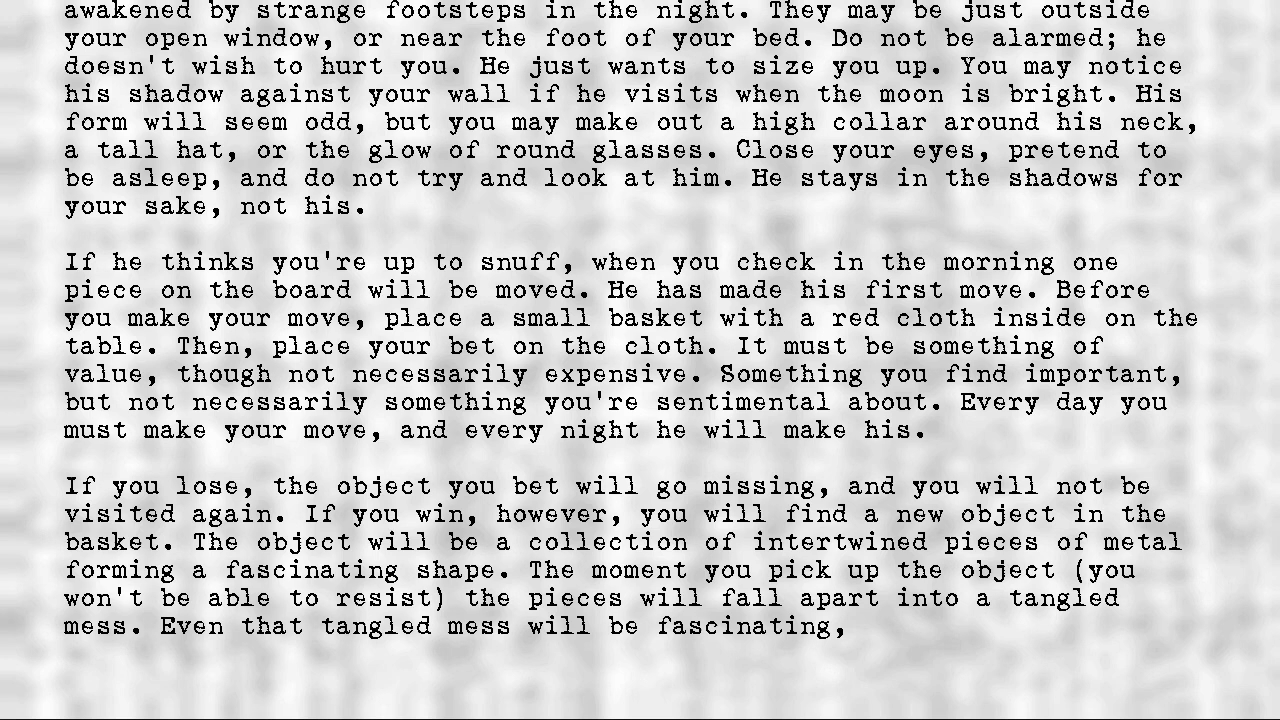 awakened by strange footsteps in the night. They may be just outside
your open window, or near the foot of your bed. Do not be alarmed; he
doesn't wish to hurt you. He just wants to size you up. You may notice
his shadow against your wall if he visits when the moon is bright. His
form will seem odd, but you may make out a high collar around his neck,
a tall hat, or the glow of round glasses. Close your eyes, pretend to
be asleep, and do not try and look at him. He stays in the shadows for
your sake, not his.

If he thinks you're up to snuff, when you check in the morning one
piece on the board will be moved. He has made his first move. Before
you make your move, place a small basket with a red cloth inside on the
table. Then, place your bet on the cloth. It must be something of
value, though not necessarily expensive. Something you find important,
but not necessarily something you're sentimental about. Every day you
must make your move, and every night he will make his.

If you lose, the object you bet will go missing, and you will not be
visited again. If you win, however, you will find a new object in the
basket. The object will be a collection of intertwined pieces of metal
forming a fascinating shape. The moment you pick up the object (you
won't be able to resist) the pieces will fall apart into a tangled
mess. Even that tangled mess will be fascinating,